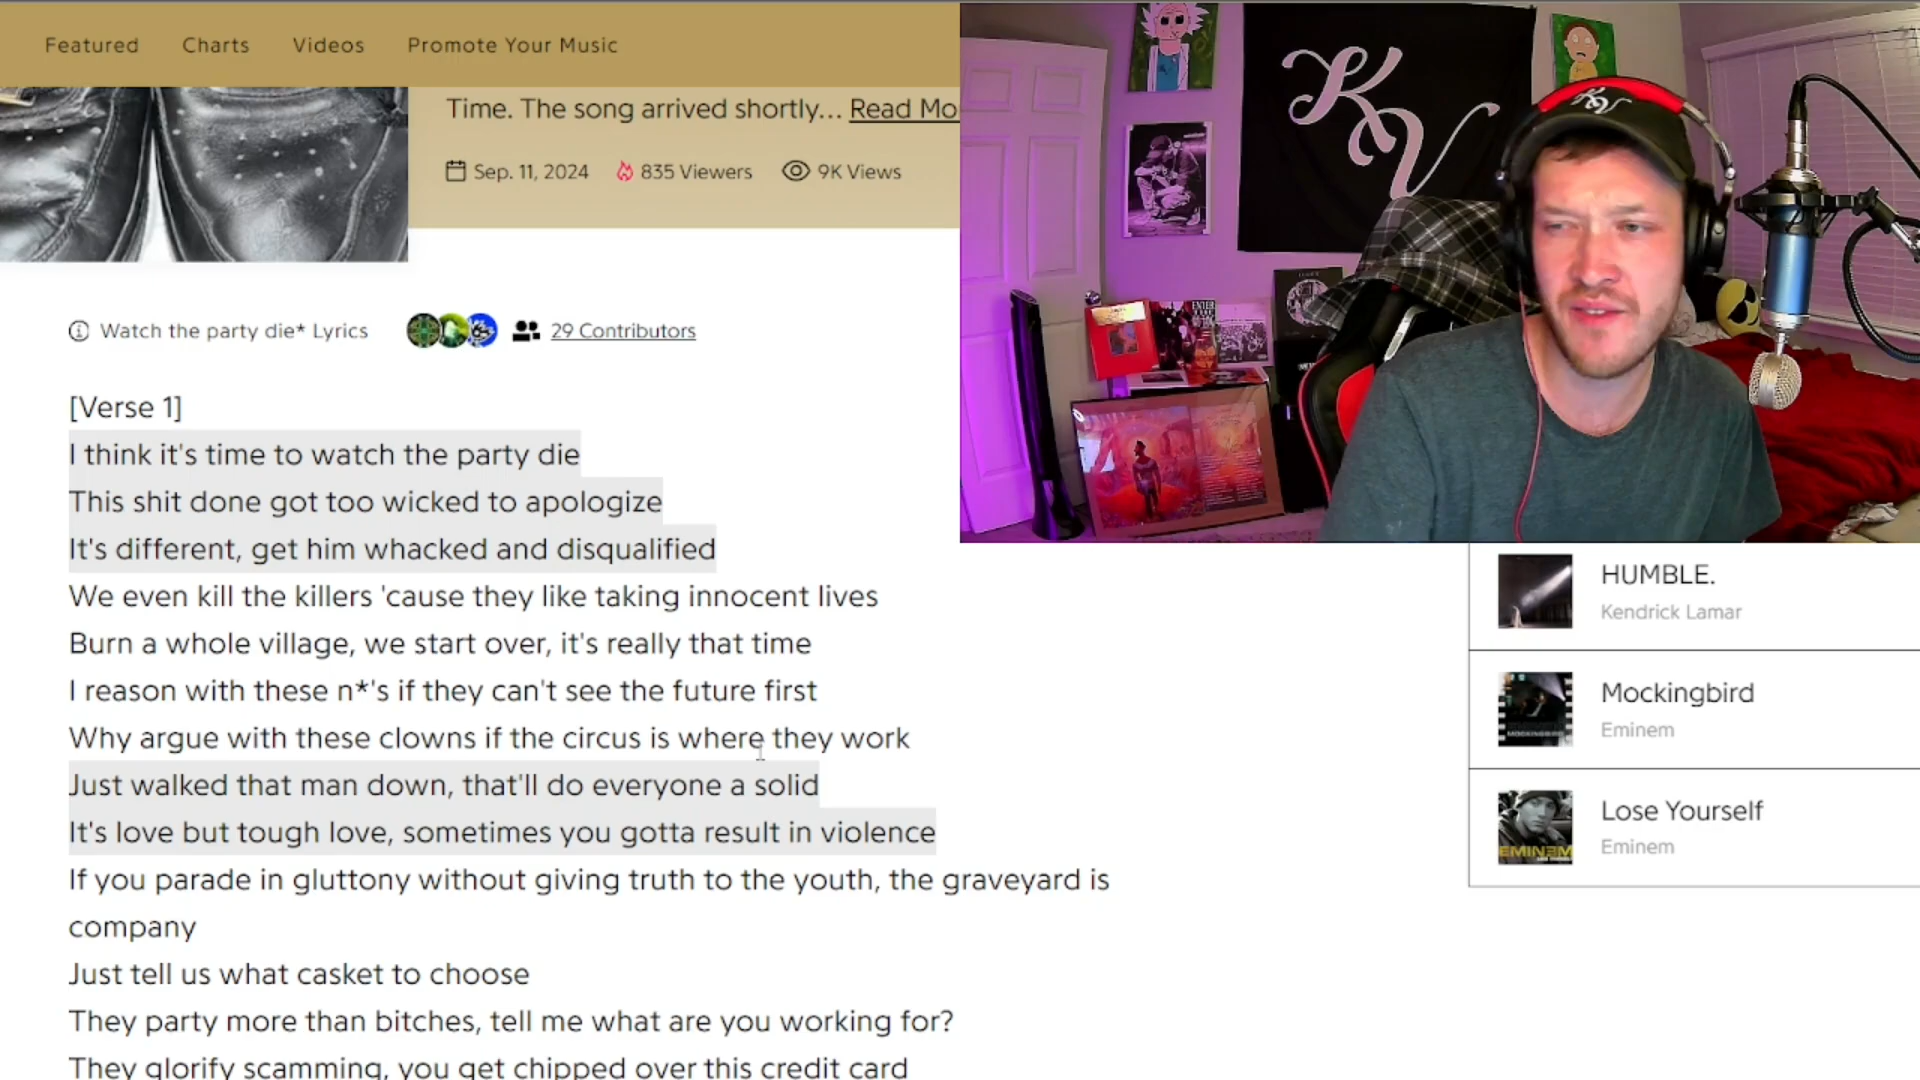 Featured Charts Videos Promote Your Music
Time. The song arrived shortly... Read Mo
Sep. 11, 2024 835 Viewers 9K Views
KV
KV
ENTER
Watch the party die* Lyrics 29 Contributors
[Verse 1]
I think it's time to watch the party die
This shit done got too wicked to apologize
It's different, get him whacked and disqualified
We even kill the killers 'cause they like taking innocent lives
Burn a whole village, we start over, it's really that time
I reason with these n*'s if they can't see the future first
Why argue with these clowns if the circus is where they work
Just walked that man down, that'll do everyone a solid
It's love but tough love, sometimes you gotta result in violence
If you parade in gluttony without giving truth to the youth, the graveyard is
company
Just tell us what casket to choose
They party more than bitches, tell me what are you working for?
They glorify scamming, you get chipped over this credit card
HUMBLE.
Kendrick Lamar
MOCKINGBIRD
Mockingbird
Eminem
EMINEM
Lose Yourself
Eminem